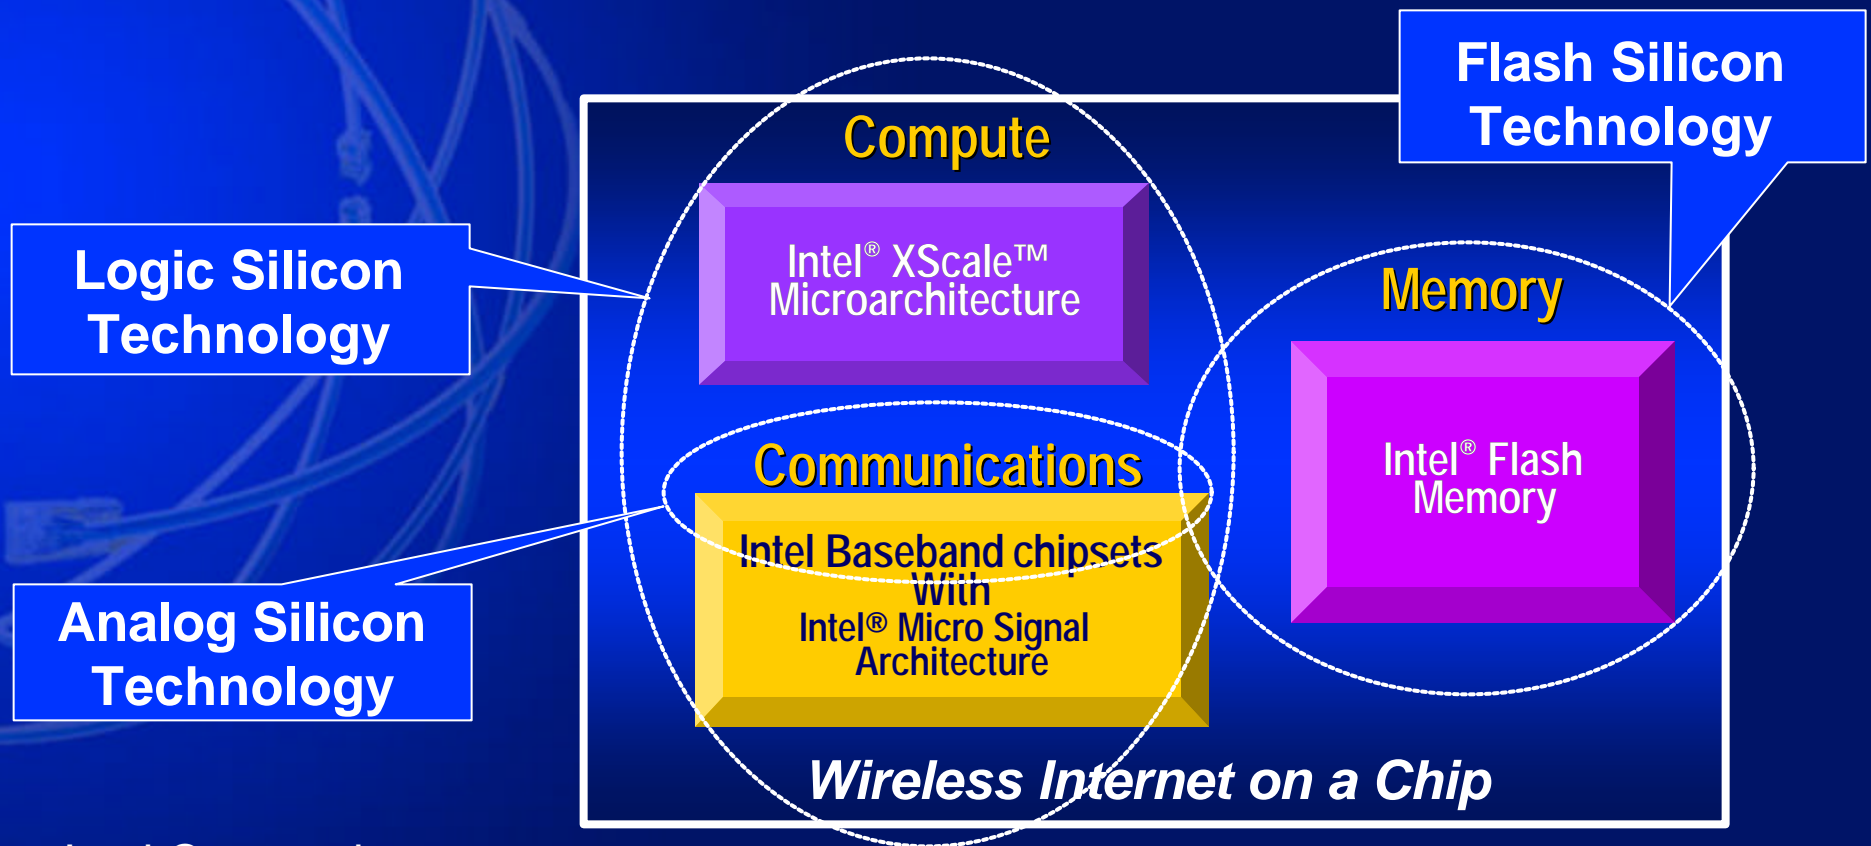 Flash Silicon
Technology
Compute
Logic Silicon
Technology
Intel® XScale™
Microarchitecture
Memory
Communications
Intel® Flash
Memory
Intel Baseband chipsets
With
Intel® Micro Signal
Architecture
Analog Silicon
Technology
Wireless Internet on a Chip